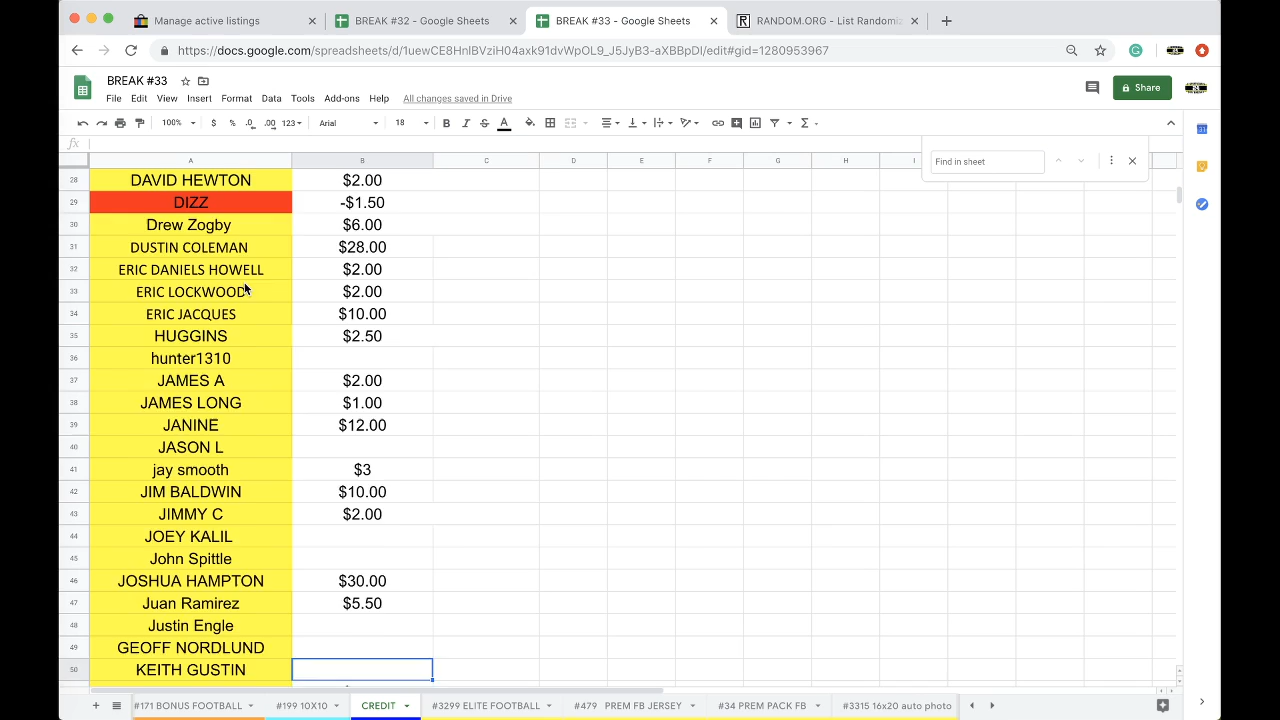 Manage active listings
BREAK #32 - Google Sheets
BREAK #33 - Google Sheets
RANDOM.ORG - List Randomiz
https://docs.google.com/spreadsheets/d/1uewCE8HnIBVziH04axk91dvWpOL9_J5JyB3-aXBBpDI/edit#gid=1280953967
BREAK #33
File Edit View Insert Format Data Tools Add-ons Help All changes saved in Drive
Share
100% $ % .0 .00 123 Arial 18 B I S A
fx
Find in sheet
A B C D E F G H I
28 DAVID HEWTON $2.00
29 DIZZ -$1.50
30 Drew Zogby $6.00
31 DUSTIN COLEMAN $28.00
32 ERIC DANIELS HOWELL $2.00
33 ERIC LOCKWOOD $2.00
34 ERIC JACQUES $10.00
35 HUGGINS $2.50
36 hunter1310
37 JAMES A $2.00
38 JAMES LONG $1.00
39 JANINE $12.00
40 JASON L
41 jay smooth $3
42 JIM BALDWIN $10.00
43 JIMMY C $2.00
44 JOEY KALIL
45 John Spittle
46 JOSHUA HAMPTON $30.00
47 Juan Ramirez $5.50
48 Justin Engle
49 GEOFF NORDLUND
50 KEITH GUSTIN
#171 BONUS FOOTBALL #199 10X10 CREDIT #3297 ELITE FOOTBALL #479 PREM FB JERSEY #34 PREM PACK FB #3315 16x20 auto photo